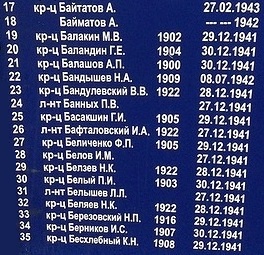 17 кр-ц Байтатов А. 27.02.1943
18 Байматов А. --- --- 1942
19 кр-ц Балакин М.В. 1902 29.12.1941
20 кр-ц Баландин Г.Е. 1904 30.12.1941
21 кр-ц Балашов А.П. 1900 31.12.1941
22 кр-ц Бандышев Н.А. 1909 08.07.1942
23 кр-ц Бандулевский В.В. 1922 28.12.1941
24 л-нт Банных П.В. 27.12.1941
25 кр-ц Басакшин Г.И. 1905 29.12.1941
26 л-нт Бафталовский И.А. 1922 27.12.1941
27 кр-ц Беличенко Ф.П. 1905 29.12.1941
28 кр-ц Белов И.М. 27.12.1941
29 кр-ц Белзев Н.К. 1922 28.12.1941
30 кр-ц Белый П.И. 1903 30.12.1941
31 л-нт Белышев Л.Л. 27.12.1941
32 кр-ц Беляев Н.К. 1922 28.12.1941
33 кр-ц Березовский Н.П. 1916 29.12.1941
34 кр-ц Берников И.С. 1907 30.12.1941
35 кр-ц Бесхлебный К.Н. 1908 29.12.1941